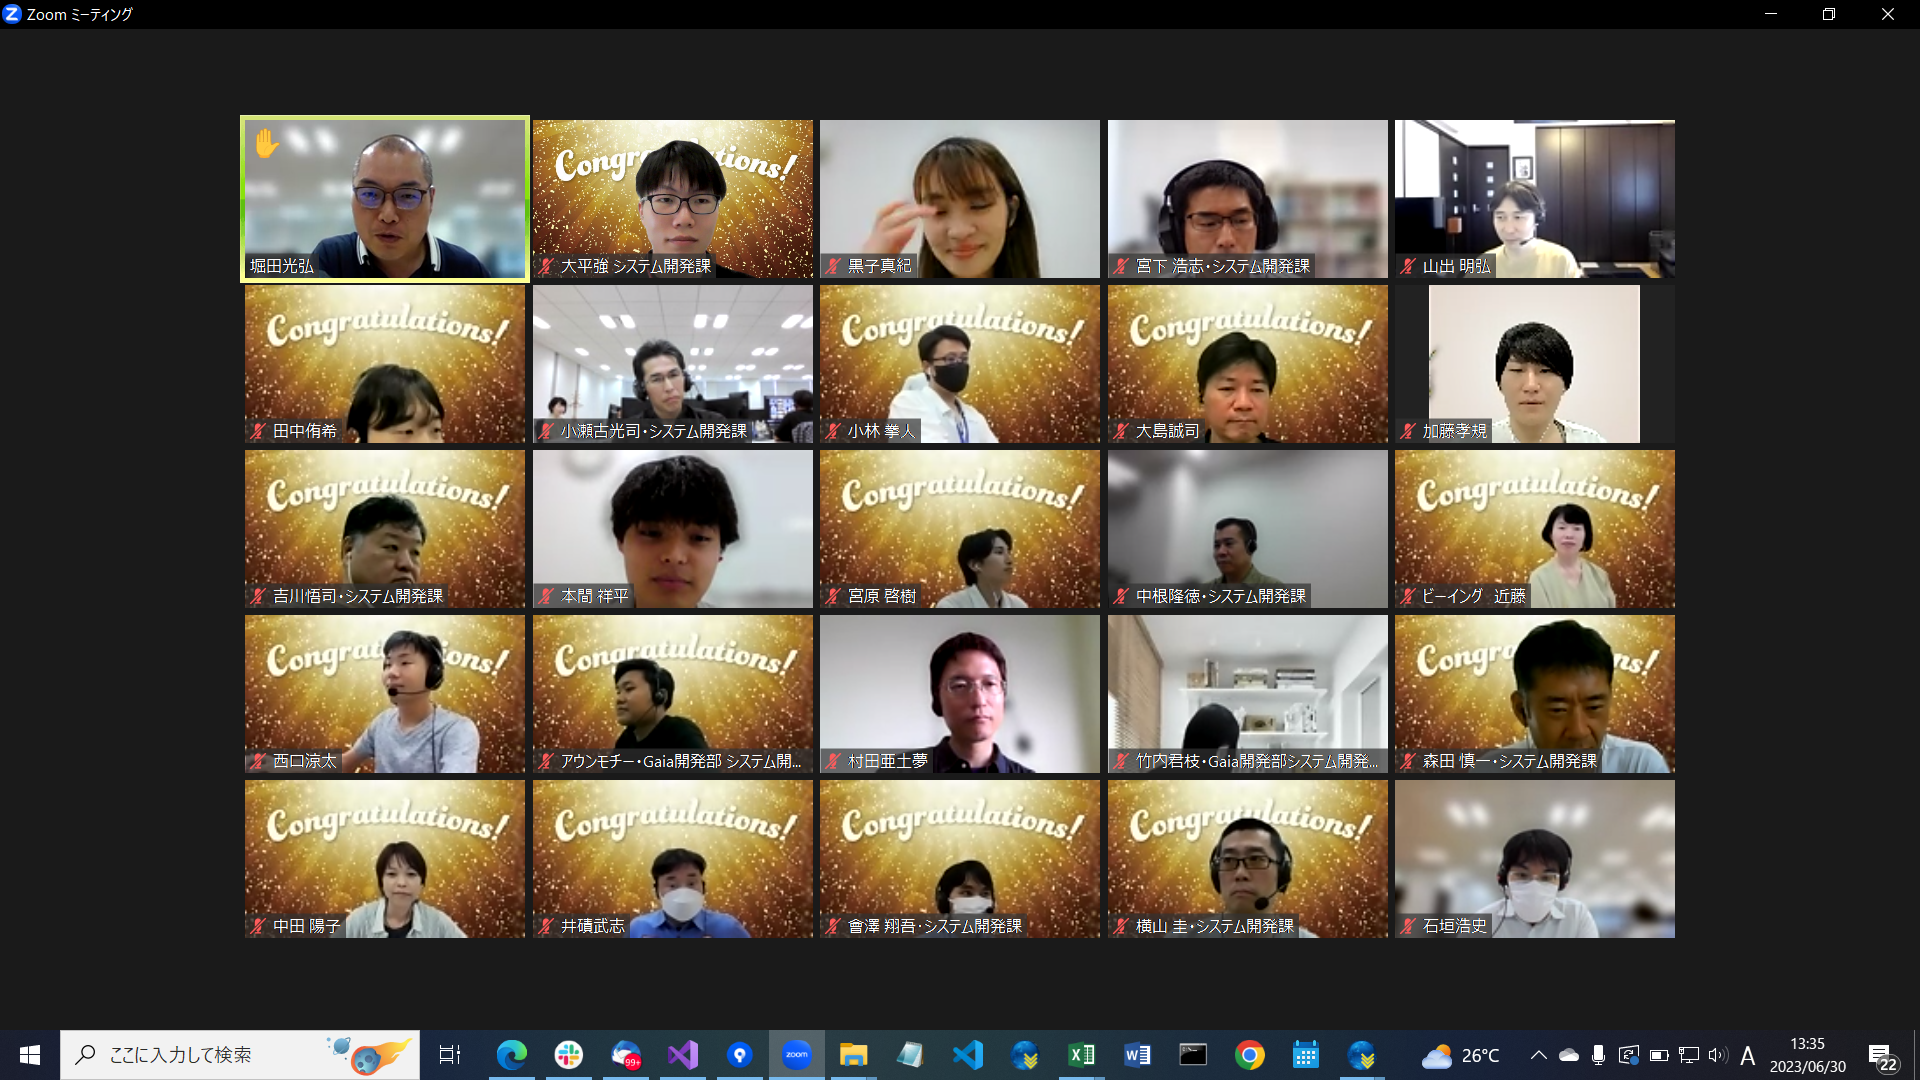 Zoom ミーティング
堀田光弘
Congratulations!
大平強 システム開発課
黒子真紀
宮下 浩志・システム開発課
山出 明弘
Congratulations!
田中侑希
小瀬古光司・システム開発課
Congratulations!
小林 拳人
Congratulations!
大島誠司
加藤孝規
Congratulations!
吉川悟司・システム開発課
本間 祥平
Congratulations!
宮原 啓樹
中根隆徳・システム開発課
Congratulations!
ビーイング 近藤
Congratulations!
西口涼太
Congratulations!
アウンモチー・Gaia開発部 システム開...
村田亜土夢
竹内君枝・Gaia開発部システム開発...
Congratulations!
森田 慎一・システム開発課
Congratulations!
中田 陽子
Congratulations!
井磧武志
Congratulations!
會澤 翔吾・システム開発課
Congratulations!
横山 圭・システム開発課
石垣浩史
ここに入力して検索
99+
zoom
26°C
A
13:35
2023/06/30
22